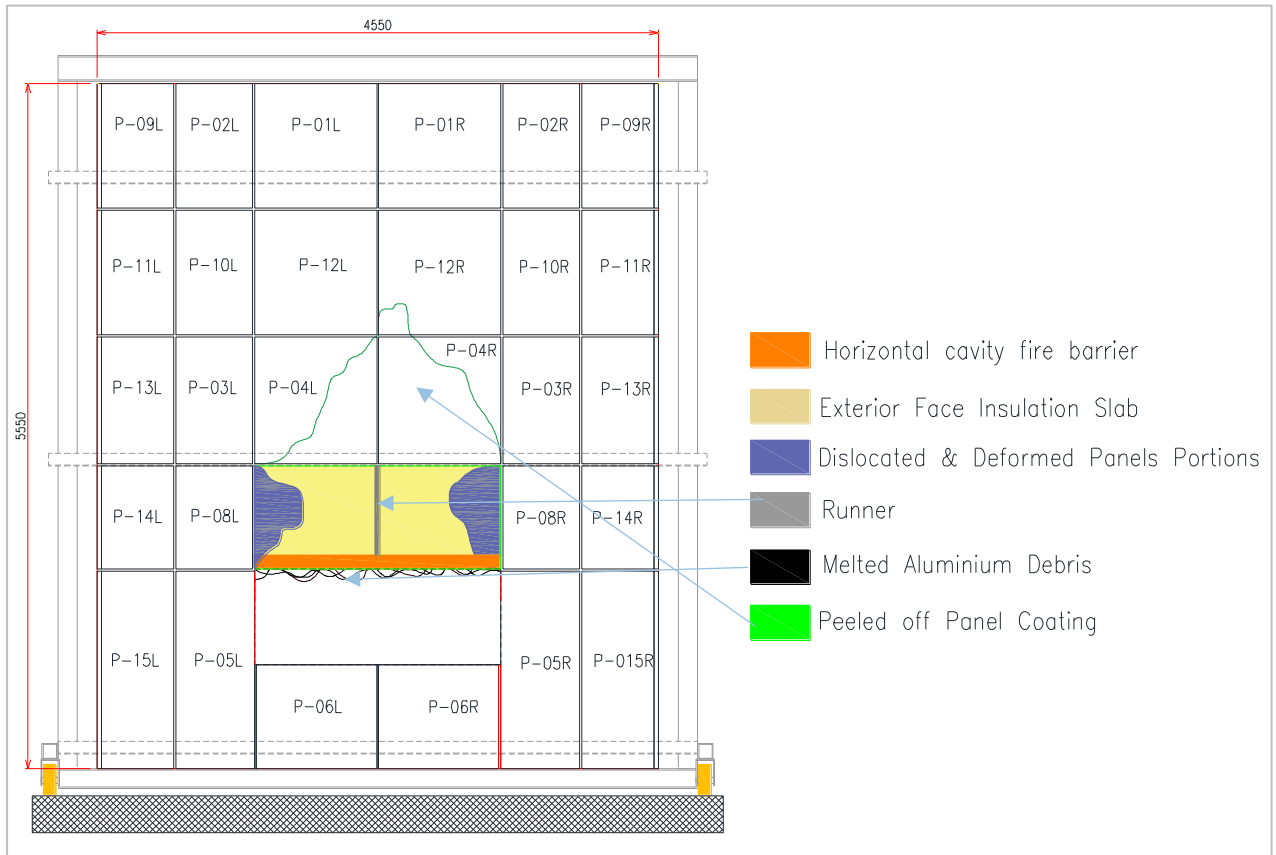 4550
P-09L P-02L P-01L P-01R P-02R P-09R
P-11L P-10L P-12L P-12R P-10R P-11R
P-04R
P-13L P-03L P-04L P-03R P-13R
5550
P-14L P-08L P-08R P-14R
P-15L P-05L P-05R P-015R
P-06L P-06R
Horizontal cavity fire barrier
Exterior Face Insulation Slab
Dislocated & Deformed Panels Portions
Runner
Melted Aluminium Debris
Peeled off Panel Coating